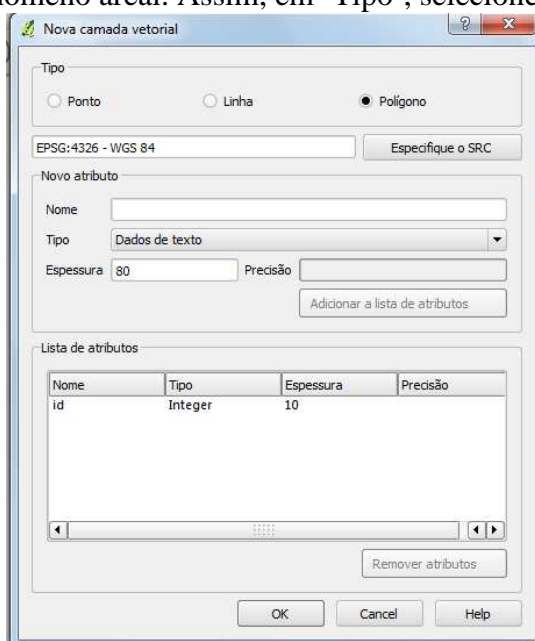 nômeno areal. Assim, em "Tipo", selecione
Nova camada vetorial
Tipo
Ponto Linha Polígono
EPSG:4326 - WGS 84 Especifique o SRC
Novo atributo
Nome
Tipo Dados de texto
Espessura 80 Precisão
Adicionar a lista de atributos
Lista de atributos
Nome Tipo Espessura Precisão
id Integer 10
Remover atributos
OK Cancel Help